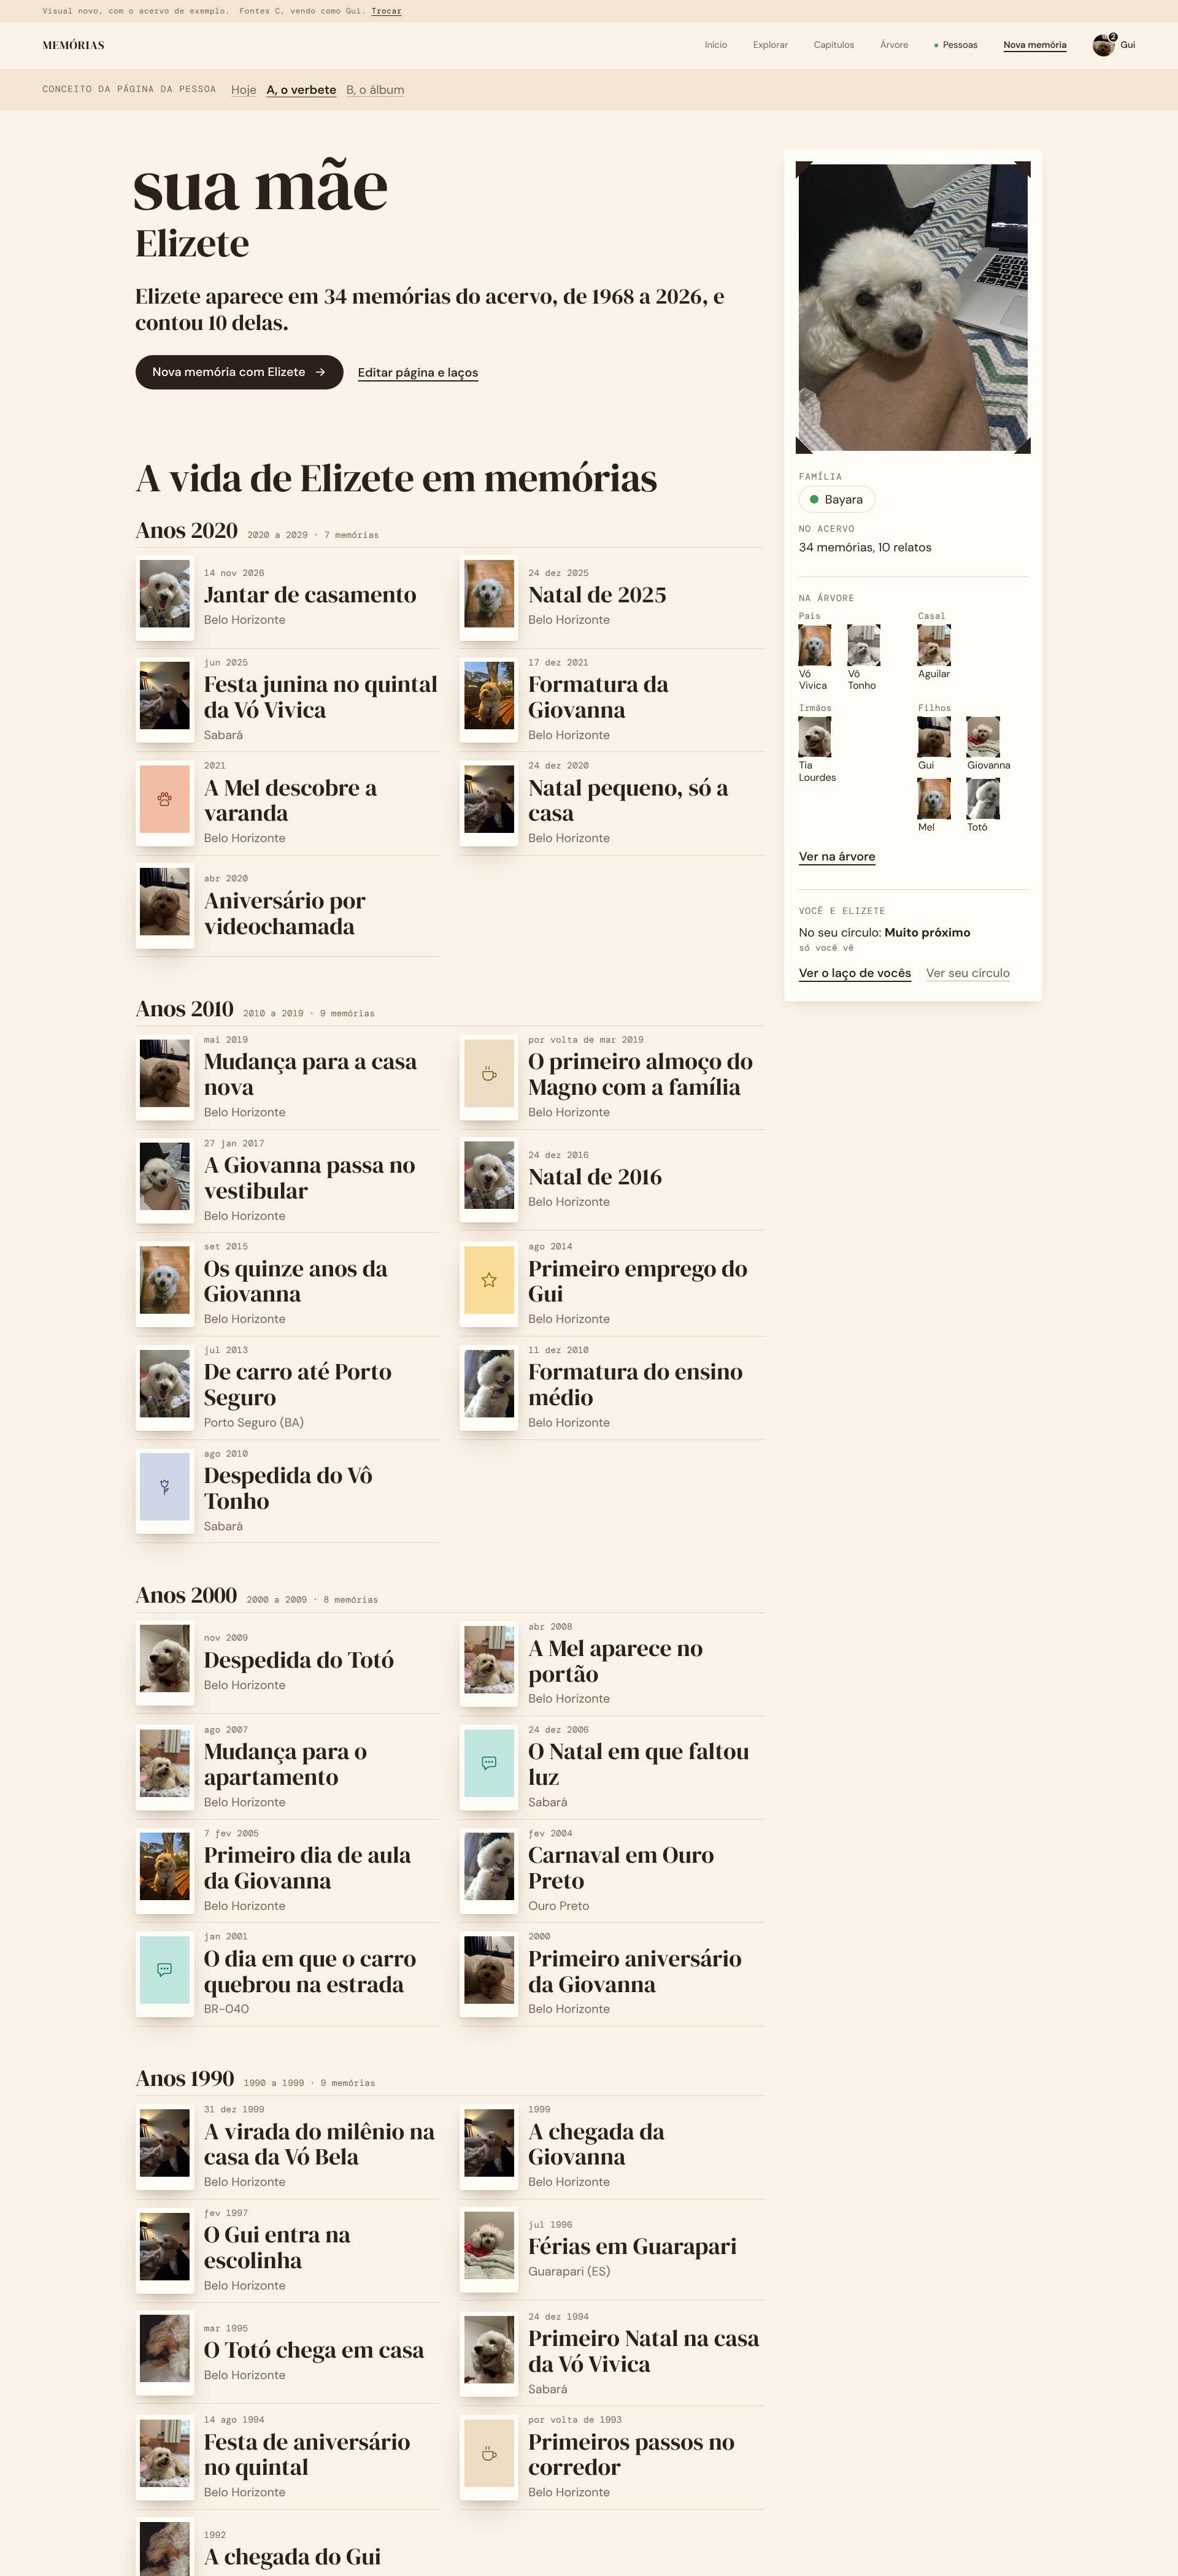 Visual novo, com o acervo de exemplo. Fontes C, vendo como Gui. Trocar
MEMÓRIAS
Início Explorar Capítulos Árvore Pessoas Nova memória 2 Gui
CONCEITO DA PÁGINA DA PESSOA Hoje A, o verbete B, o álbum
sua mãe
Elizete
Elizete aparece em 34 memórias do acervo, de 1968 a 2026, e
contou 10 delas.
Nova memória com Elizete → Editar página e laços
A vida de Elizete em memórias
Anos 2020 2020 a 2029 · 7 memórias
14 nov 2026
Jantar de casamento
Belo Horizonte
24 dez 2025
Natal de 2025
Belo Horizonte
jun 2025
Festa junina no quintal
da Vó Vivica
Sabará
17 dez 2021
Formatura da
Giovanna
Belo Horizonte
2021
A Mel descobre a
varanda
Belo Horizonte
24 dez 2020
Natal pequeno, só a
casa
Belo Horizonte
abr 2020
Aniversário por
videochamada
Anos 2010 2010 a 2019 · 9 memórias
mai 2019
Mudança para a casa
nova
Belo Horizonte
por volta de mar 2019
O primeiro almoço do
Magno com a família
Belo Horizonte
27 jan 2017
A Giovanna passa no
vestibular
Belo Horizonte
24 dez 2016
Natal de 2016
Belo Horizonte
set 2015
Os quinze anos da
Giovanna
Belo Horizonte
ago 2014
Primeiro emprego do
Gui
Belo Horizonte
jul 2013
De carro até Porto
Seguro
Porto Seguro (BA)
11 dez 2010
Formatura do ensino
médio
Belo Horizonte
ago 2010
Despedida do Vô
Tonho
Sabará
Anos 2000 2000 a 2009 · 8 memórias
nov 2009
Despedida do Totó
Belo Horizonte
abr 2008
A Mel aparece no
portão
Belo Horizonte
ago 2007
Mudança para o
apartamento
Belo Horizonte
24 dez 2006
O Natal em que faltou
luz
Sabará
7 fev 2005
Primeiro dia de aula
da Giovanna
Belo Horizonte
fev 2004
Carnaval em Ouro
Preto
Ouro Preto
jan 2001
O dia em que o carro
quebrou na estrada
BR-040
2000
Primeiro aniversário
da Giovanna
Belo Horizonte
Anos 1990 1990 a 1999 · 9 memórias
31 dez 1999
A virada do milênio na
casa da Vó Bela
Belo Horizonte
1999
A chegada da
Giovanna
Belo Horizonte
fev 1997
O Gui entra na
escolinha
Belo Horizonte
jul 1996
Férias em Guarapari
Guarapari (ES)
mar 1995
O Totó chega em casa
Belo Horizonte
24 dez 1994
Primeiro Natal na casa
da Vó Vivica
Sabará
14 ago 1994
Festa de aniversário
no quintal
Belo Horizonte
por volta de 1993
Primeiros passos no
corredor
Belo Horizonte
1992
A chegada do Gui
FAMÍLIA
Bayara
NO ACERVO
34 memórias, 10 relatos
NA ÁRVORE
Pais
Vó
Vivica
Vô
Tonho
Casal
Aguilar
Irmãos
Tia
Lourdes
Filhos
Gui
Giovanna
Mel
Totó
Ver na árvore
VOCÊ E ELIZETE
No seu círculo: Muito próximo
só você vê
Ver o laço de vocês Ver seu círculo